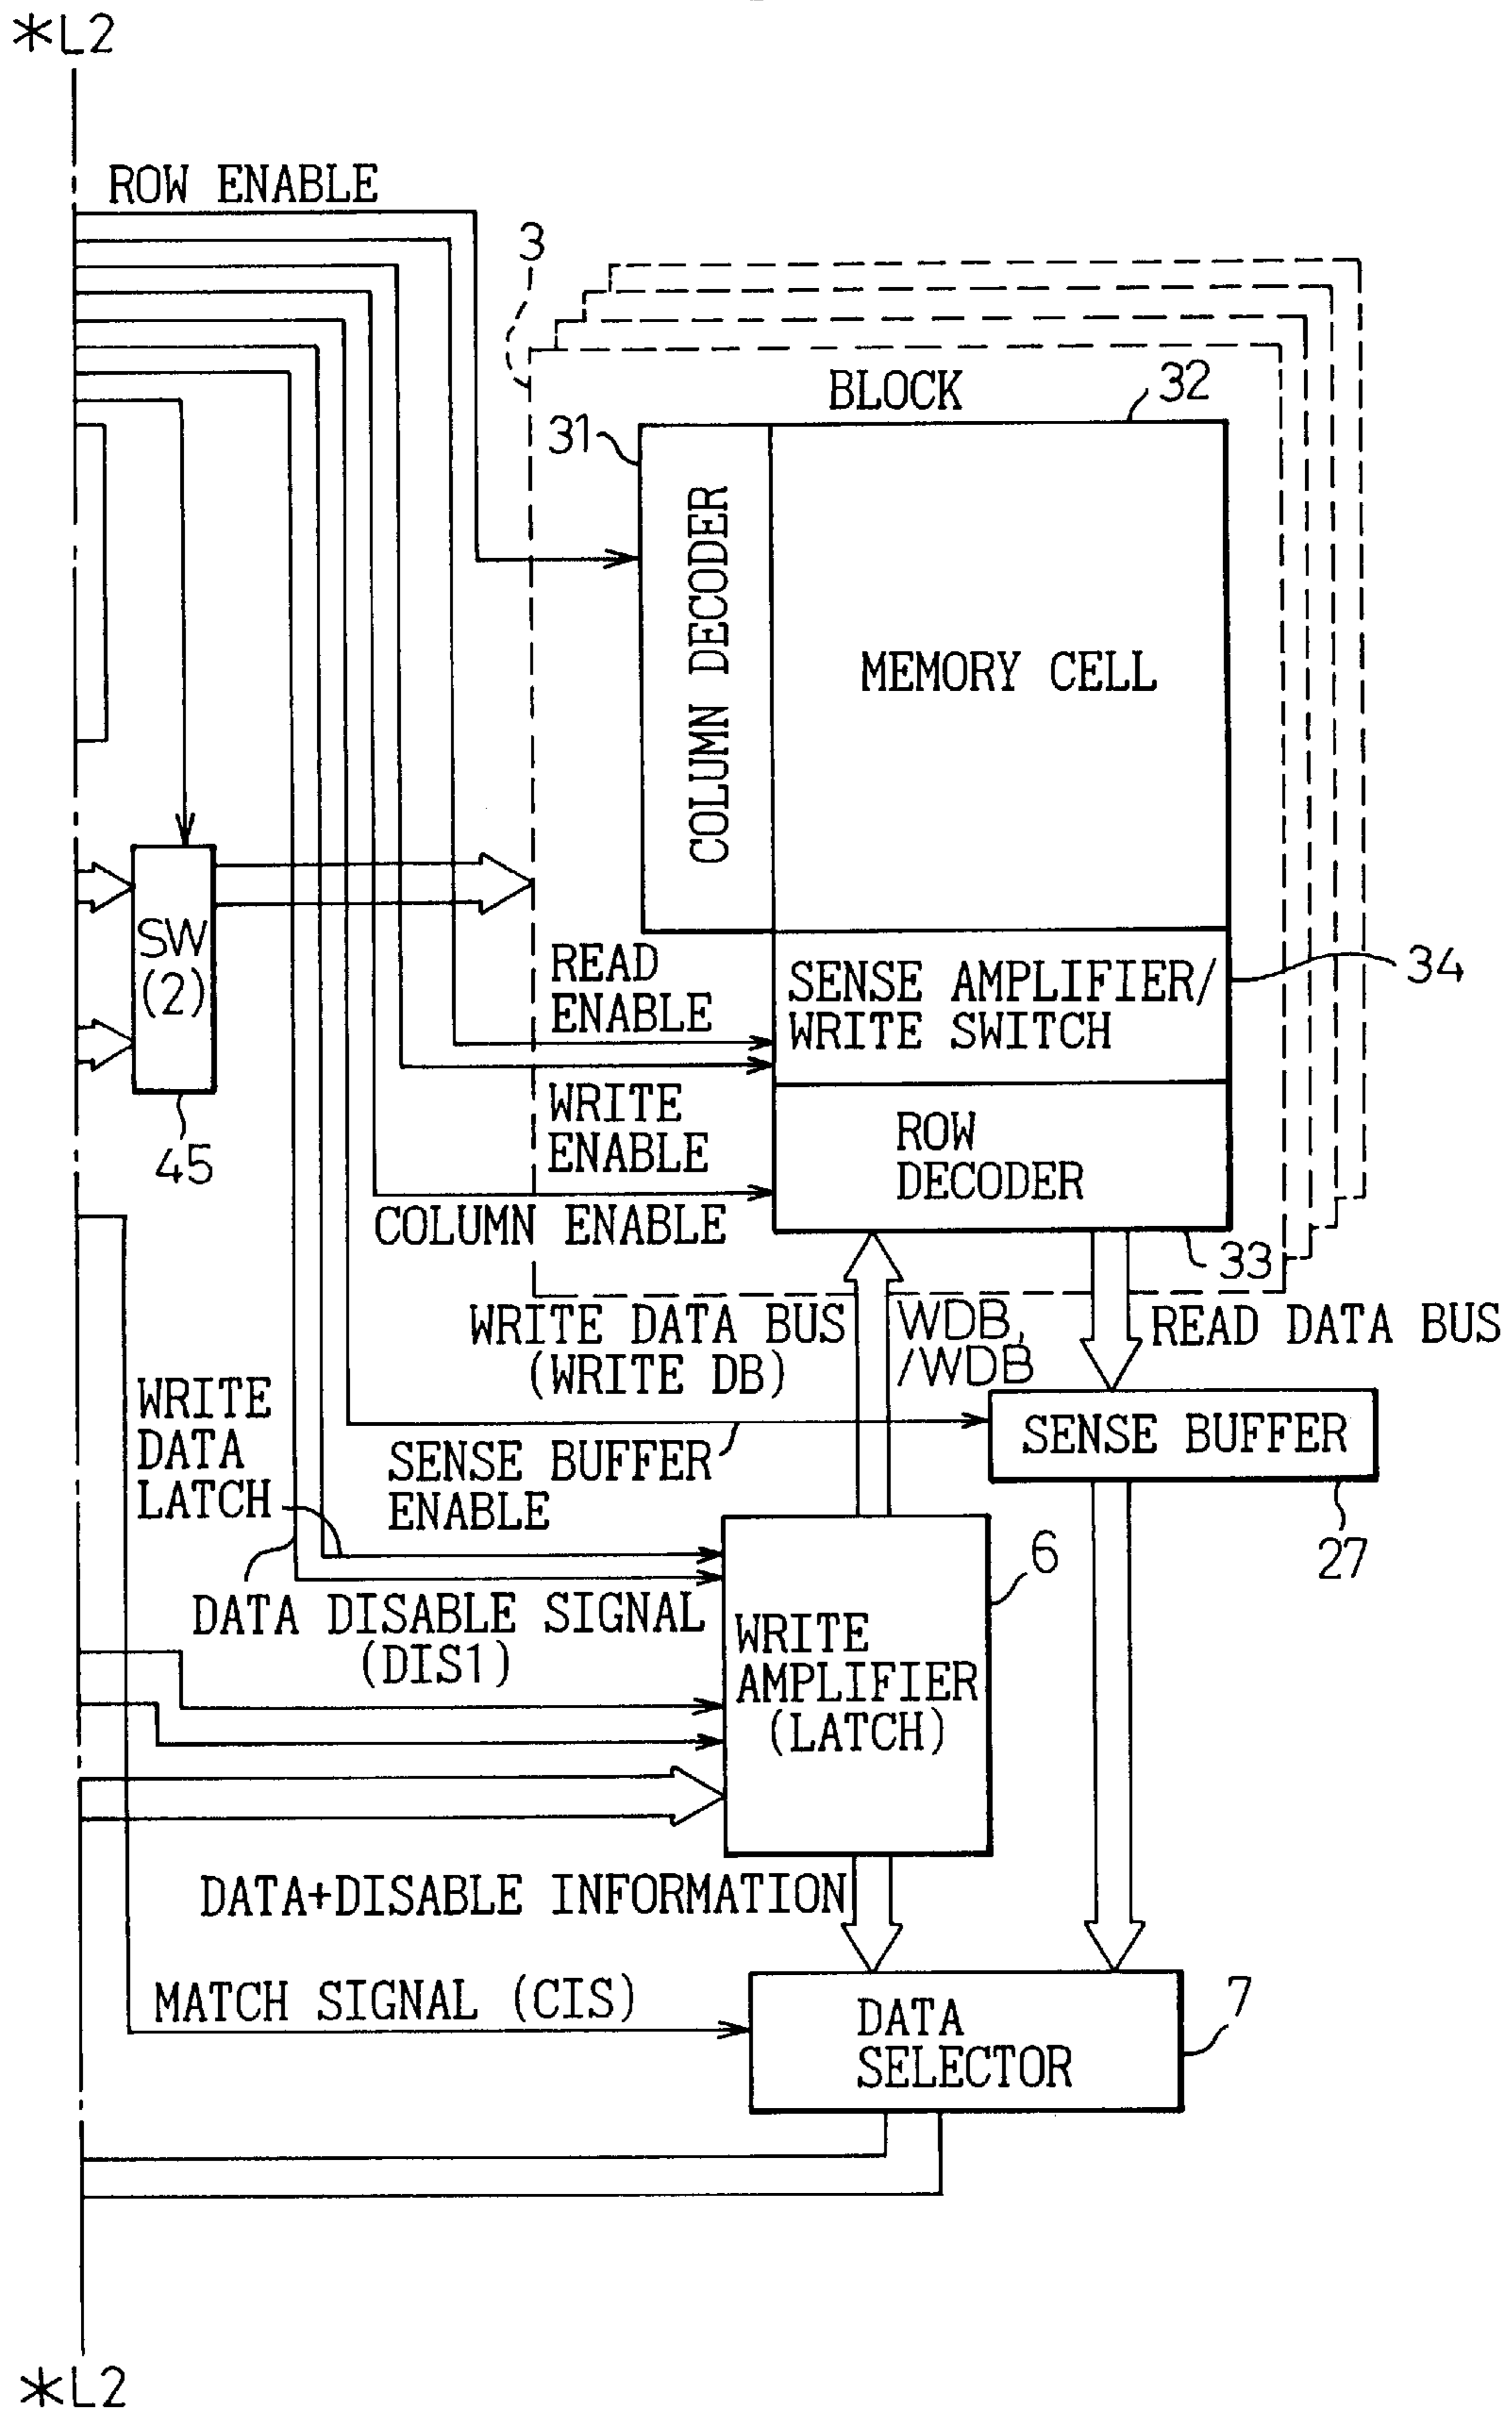 *L2
ROW ENABLE
3
BLOCK
32
31
COLUMN DECODER
MEMORY CELL
SW
(2)
45
READ
ENABLE
SENSE AMPLIFIER/
WRITE SWITCH
34
WRITE
ENABLE
ROW
DECODER
COLUMN ENABLE
33
WRITE DATA BUS
(WRITE DB)
WDB,
/WDB
READ DATA BUS
WRITE
DATA
LATCH
SENSE BUFFER
ENABLE
SENSE BUFFER
27
6
DATA DISABLE SIGNAL
(DIS1)
WRITE
AMPLIFIER
(LATCH)
DATA+DISABLE INFORMATION
MATCH SIGNAL (CIS)
DATA
SELECTOR
7
*L2